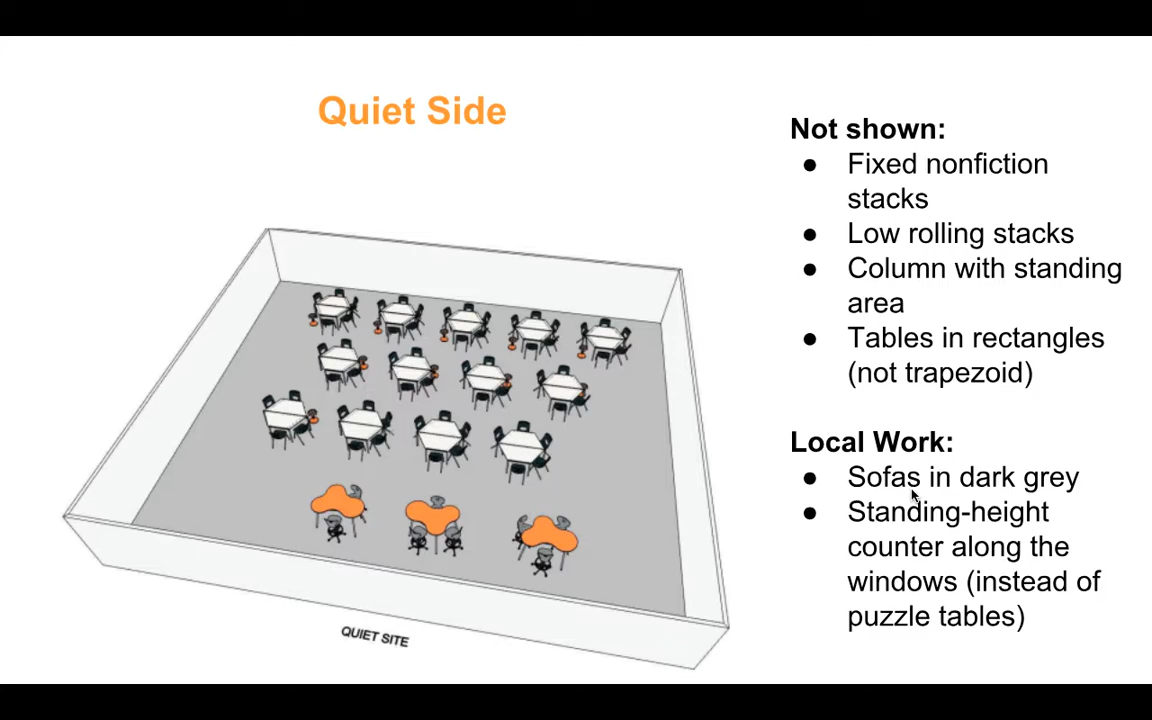 Quiet Side
Not shown:
● Fixed nonfiction
stacks
● Low rolling stacks
● Column with standing
area
● Tables in rectangles
(not trapezoid)
Local Work:
● Sofas in dark grey
● Standing-height
counter along the
windows (instead of
puzzle tables)
QUIET SITE